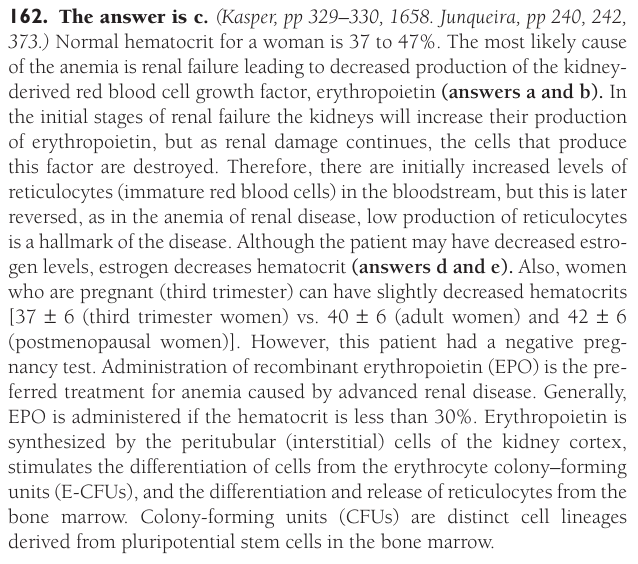 162. The answer is c. (Kasper, pp 329–330, 1658. Junqueira, pp 240, 242,
373.) Normal hematocrit for a woman is 37 to 47%. The most likely cause
of the anemia is renal failure leading to decreased production of the kidney-
derived red blood cell growth factor, erythropoietin (answers a and b). In
the initial stages of renal failure the kidneys will increase their production
of erythropoietin, but as renal damage continues, the cells that produce
this factor are destroyed. Therefore, there are initially increased levels of
reticulocytes (immature red blood cells) in the bloodstream, but this is later
reversed, as in the anemia of renal disease, low production of reticulocytes
is a hallmark of the disease. Although the patient may have decreased estro-
gen levels, estrogen decreases hematocrit (answers d and e). Also, women
who are pregnant (third trimester) can have slightly decreased hematocrits
[37 ± 6 (third trimester women) vs. 40 ± 6 (adult women) and 42 ± 6
(postmenopausal women)]. However, this patient had a negative preg-
nancy test. Administration of recombinant erythropoietin (EPO) is the pre-
ferred treatment for anemia caused by advanced renal disease. Generally,
EPO is administered if the hematocrit is less than 30%. Erythropoietin is
synthesized by the peritubular (interstitial) cells of the kidney cortex,
stimulates the differentiation of cells from the erythrocyte colony–forming
units (E-CFUs), and the differentiation and release of reticulocytes from the
bone marrow. Colony-forming units (CFUs) are distinct cell lineages
derived from pluripotential stem cells in the bone marrow.